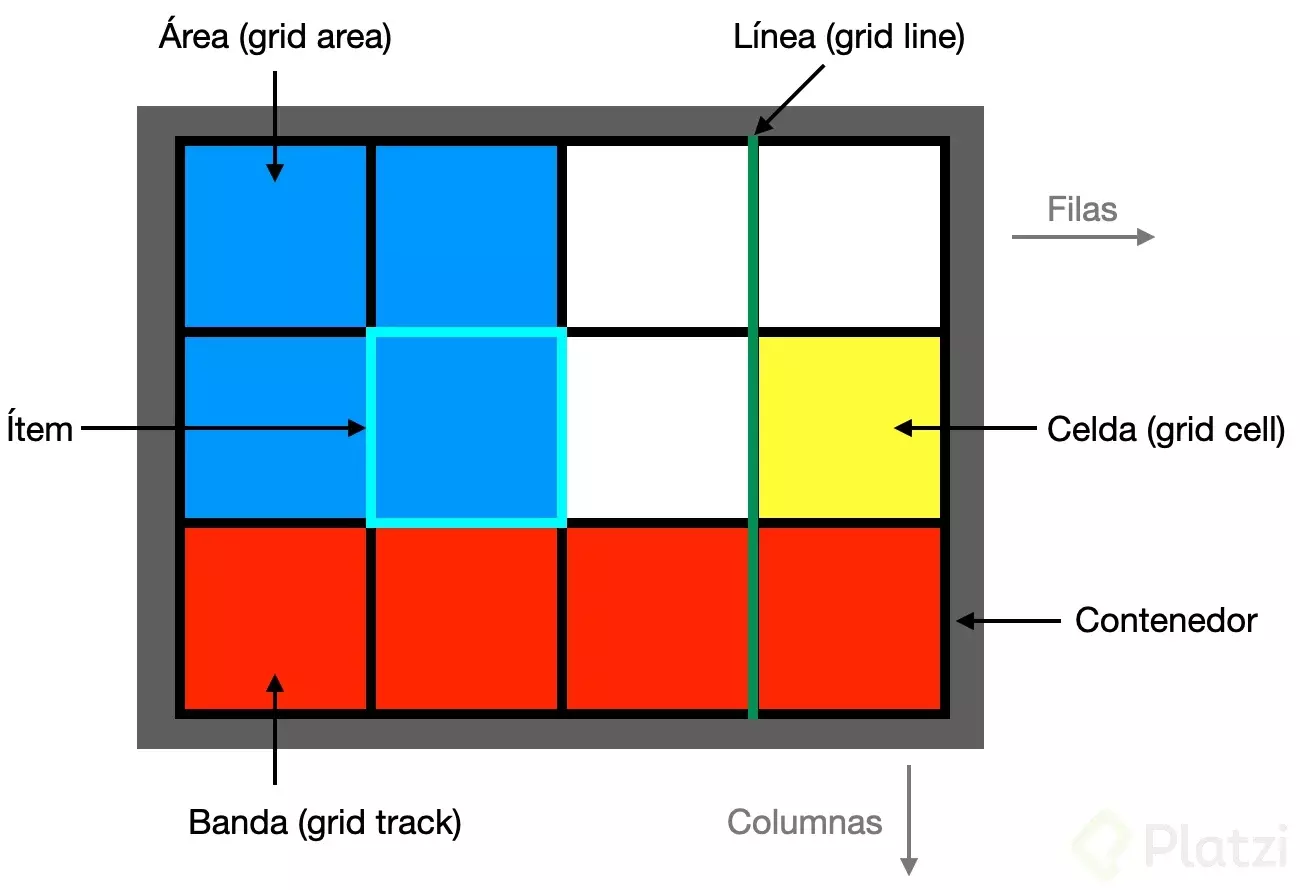 Área (grid area)
Línea (grid line)
Filas
Ítem
Celda (grid cell)
Contenedor
Banda (grid track)
Columnas
Platzi